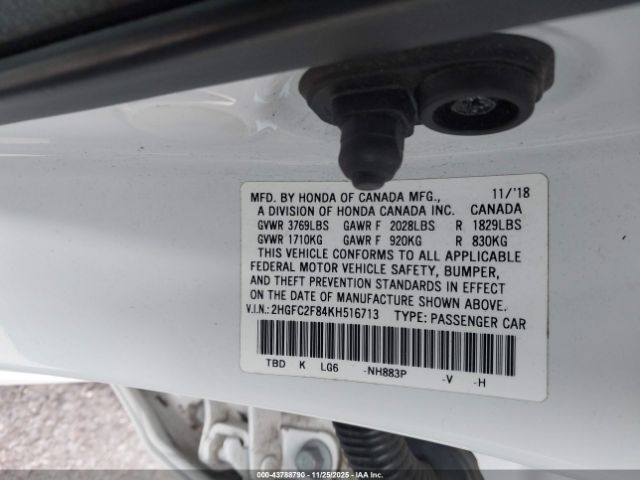 MFD. BY HONDA OF CANADA MFG., 11/'18
A DIVISION OF HONDA CANADA INC. CANADA
GVWR 3769LBS GAWR F 2028LBS R 1829LBS
GVWR 1710KG GAWR F 920KG R 830KG
THIS VEHICLE CONFORMS TO ALL APPLICABLE
FEDERAL MOTOR VEHICLE SAFETY, BUMPER,
AND THEFT PREVENTION STANDARDS IN EFFECT
ON THE DATE OF MANUFACTURE SHOWN ABOVE.
V.I.N.: 2HGFC2F84KH516713 TYPE: PASSENGER CAR
TBD K LG6 -NH883P -V -H
000-43788790 - 11/25/2025 - IAA Inc.